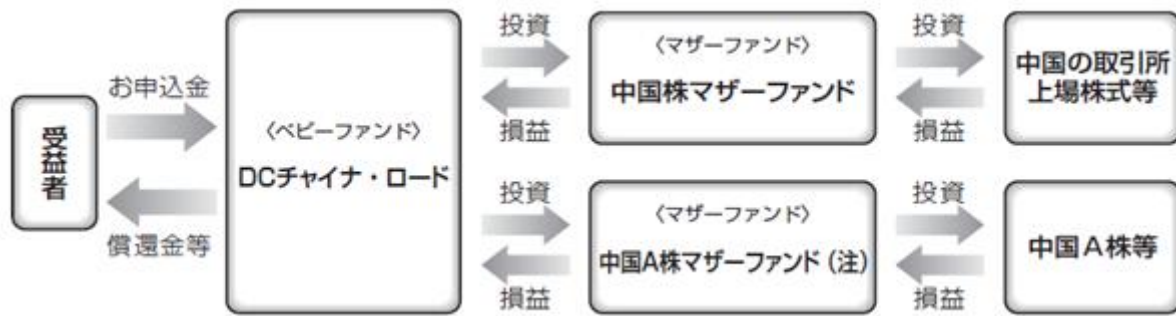 受益者
お申込金
償還金等
〈ベビーファンド〉
DCチャイナ・ロード
投資
損益
〈マザーファンド〉
中国株マザーファンド
投資
損益
中国の取引所
上場株式等
投資
損益
〈マザーファンド〉
中国A株マザーファンド(注)
投資
損益
中国A株等